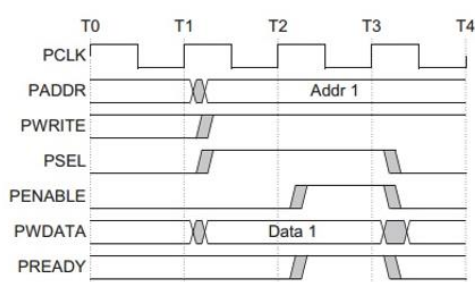 T0 T1 T2 T3 T4
PCLK
PADDR Addr 1
PWRITE
PSEL
PENABLE
PWDATA Data 1
PREADY